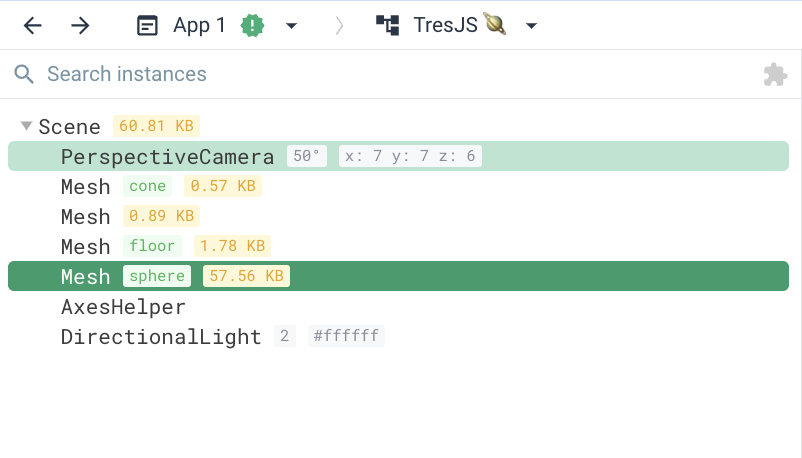 App 1 TresJS 🪐
Search instances
Scene 60.81 KB
PerspectiveCamera 50° x: 7 y: 7 z: 6
Mesh cone 0.57 KB
Mesh 0.89 KB
Mesh floor 1.78 KB
Mesh sphere 57.56 KB
AxesHelper
DirectionalLight 2 #ffffff